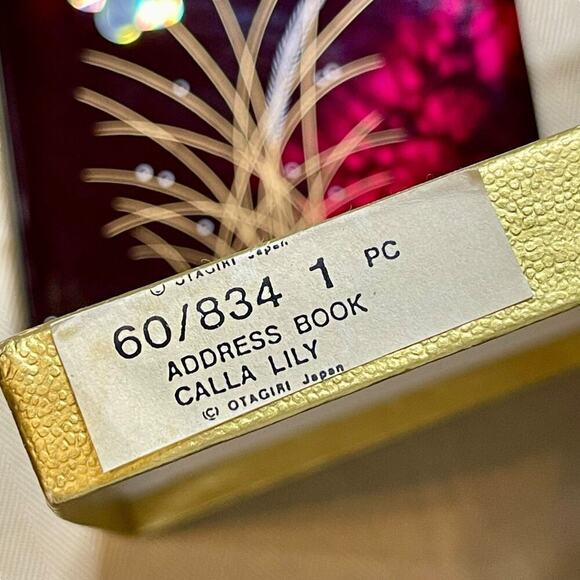 (C) OTAGIRI Japan
60/834 1 PC
ADDRESS BOOK
CALLA LILY
(C) OTAGIRI Japan